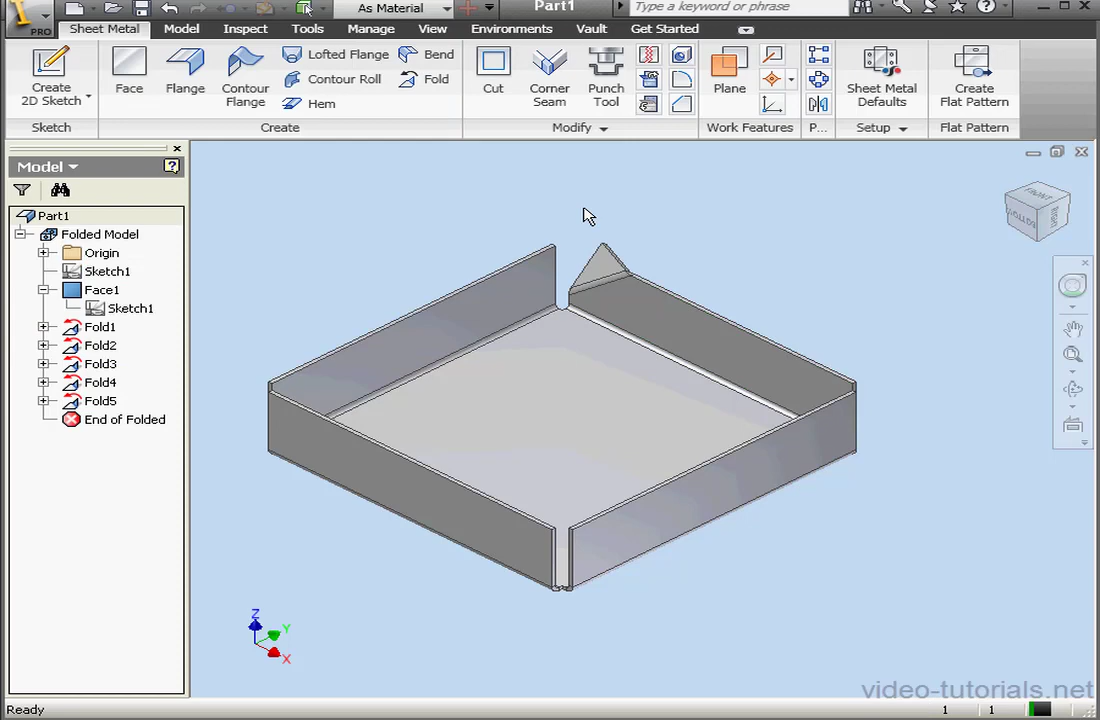 As Material
Part1
Type a keyword or phrase
PRO
Sheet Metal
Model
Inspect
Tools
Manage
View
Environments
Vault
Get Started
Create
2D Sketch
Face
Flange
Contour
Flange
Lofted Flange
Contour Roll
Hem
Bend
Fold
Cut
Corner
Seam
Punch
Tool
Plane
Sheet Metal
Defaults
Create
Flat Pattern
Sketch
Create
Modify
Work Features
P...
Setup
Flat Pattern
Model
Part1
Folded Model
Origin
Sketch1
Face1
Sketch1
Fold1
Fold2
Fold3
Fold4
Fold5
End of Folded
FRONT
RIGHT
BOTTOM
Z
Y
X
video-tutorials.net
Ready
1
1